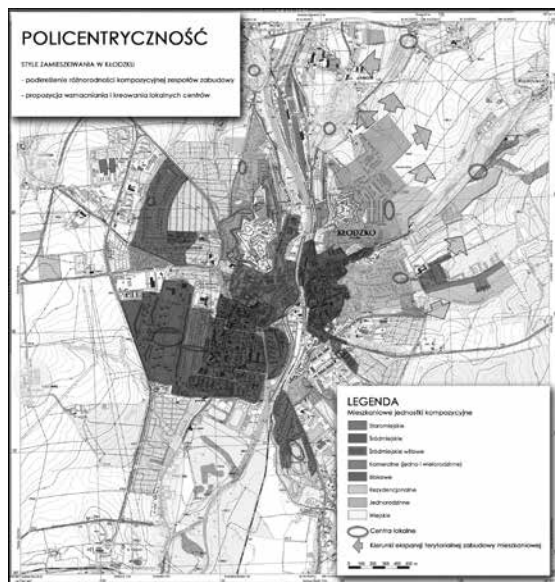 POLICENTRYCZNOŚĆ
STYLE ZAMIESZKIWANIA W KŁODZKU
- podkreślenie różnorodności kompozycyjnej zespołów zabudowy
- propozycja wzmacniania i kreowania lokalnych centrów
KŁODZKO
LEGENDA
Mieszkaniowe jednostki kompozycyjne
Staromiejskie
Śródmiejskie
Śródmiejskie willowe
Kameralne (jedno i wielorodzinne)
Blokowe
Rezydencjonalne
Jednorodzinne
Wiejskie
Centra lokalne
Kierunki ekspansji terytorialnej zabudowy mieszkaniowej